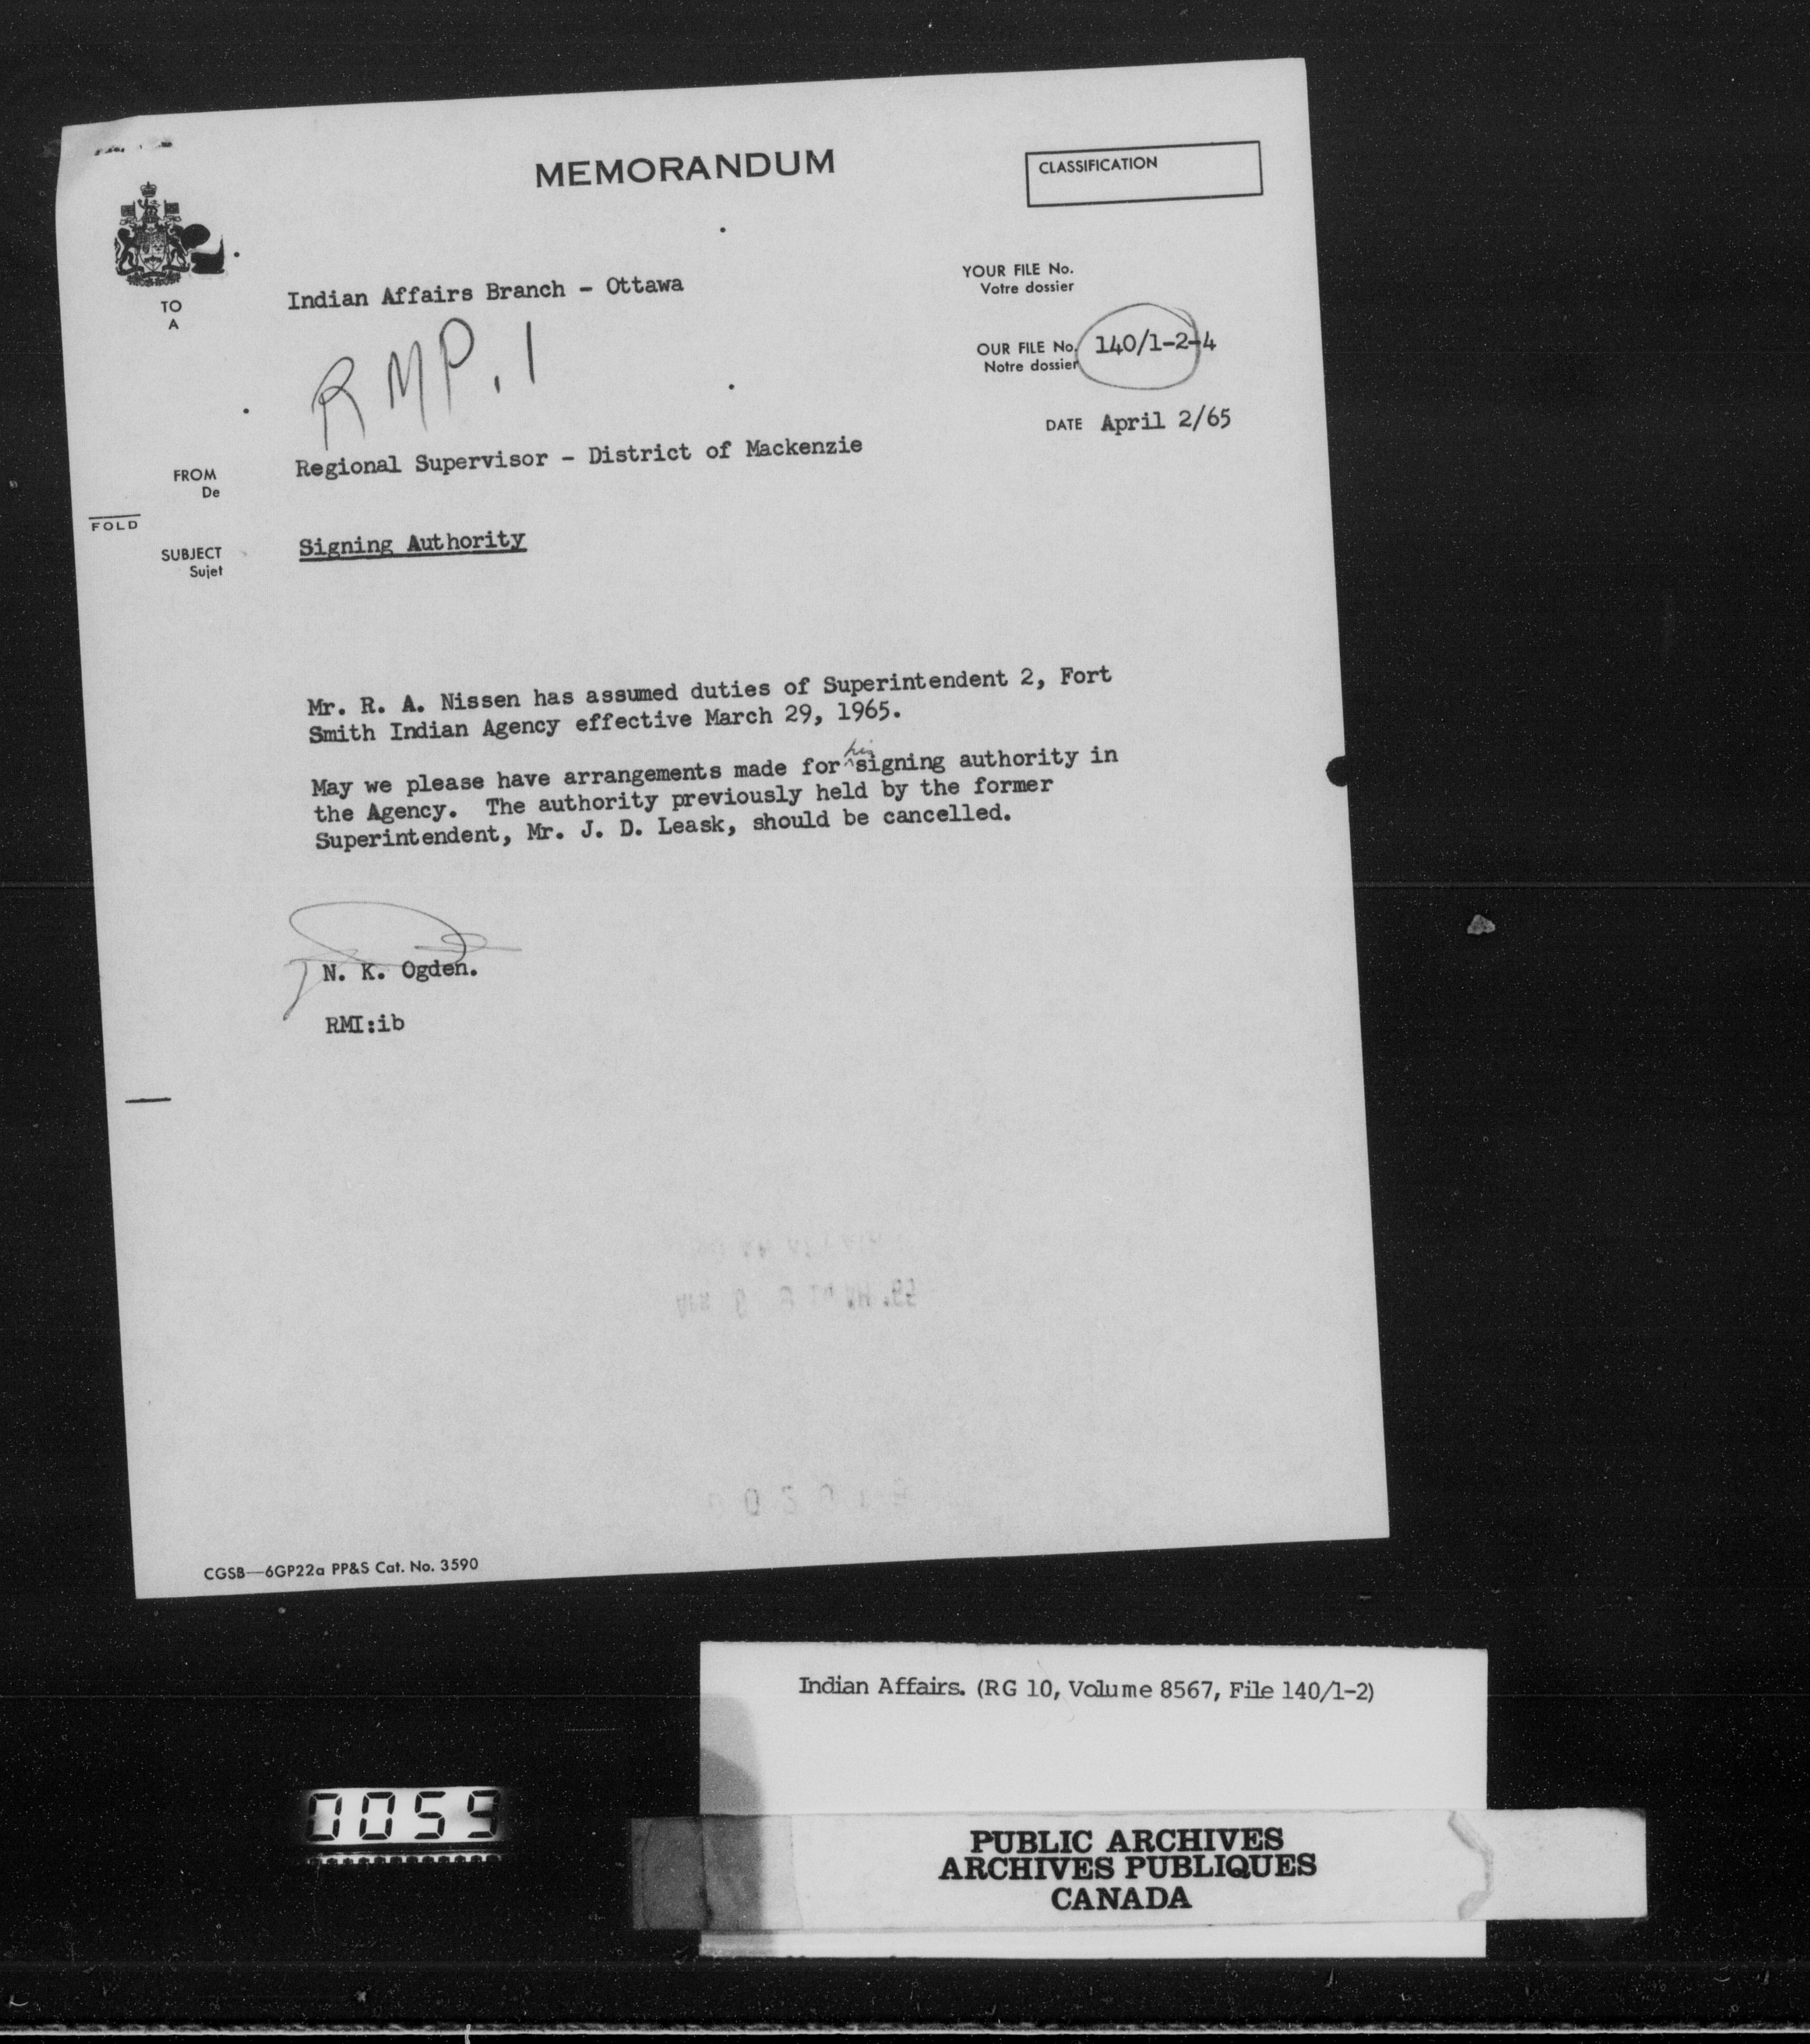 MEMORANDUM
CLASSIFICATION
TO
A
Indian Affairs Branch - Ottawa
YOUR FILE No.
Votre dossier
RMP. 1
OUR FILE No. 140/1-2-4
Notre dossier
DATE April 2/65
FROM
De
Regional Supervisor - District of Mackenzie
FOLD
SUBJECT
Sujet
Signing Authority
Mr. R. A. Nissen has assumed duties of Superintendent 2, Fort
Smith Indian Agency effective March 29, 1965.
May we please have arrangements made for his signing authority in
the Agency. The authority previously held by the former
Superintendent, Mr. J. D. Leask, should be cancelled.
N. K. Ogden.
RMI:ib
CGSB—6GP22a PP&S Cat. No. 3590
Indian Affairs. (RG 10, Volume 8567, File 140/1-2)
0055
PUBLIC ARCHIVES
ARCHIVES PUBLIQUES
CANADA